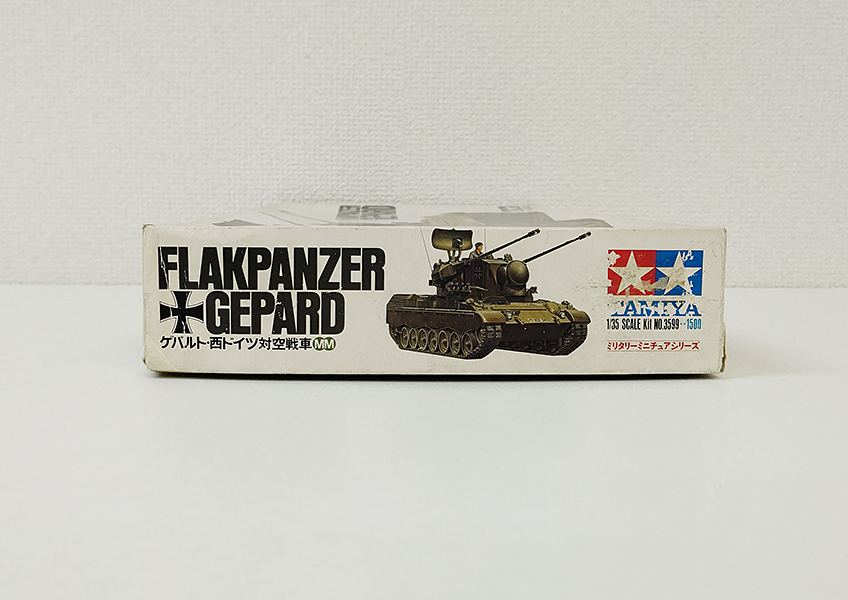 FLAKPANZER
GEPARD
ゲパルト・西ドイツ対空戦車 MM
TAMIYA
1/35 SCALE Kit NO.3599--1500
ミリタリーミニチュアシリーズ